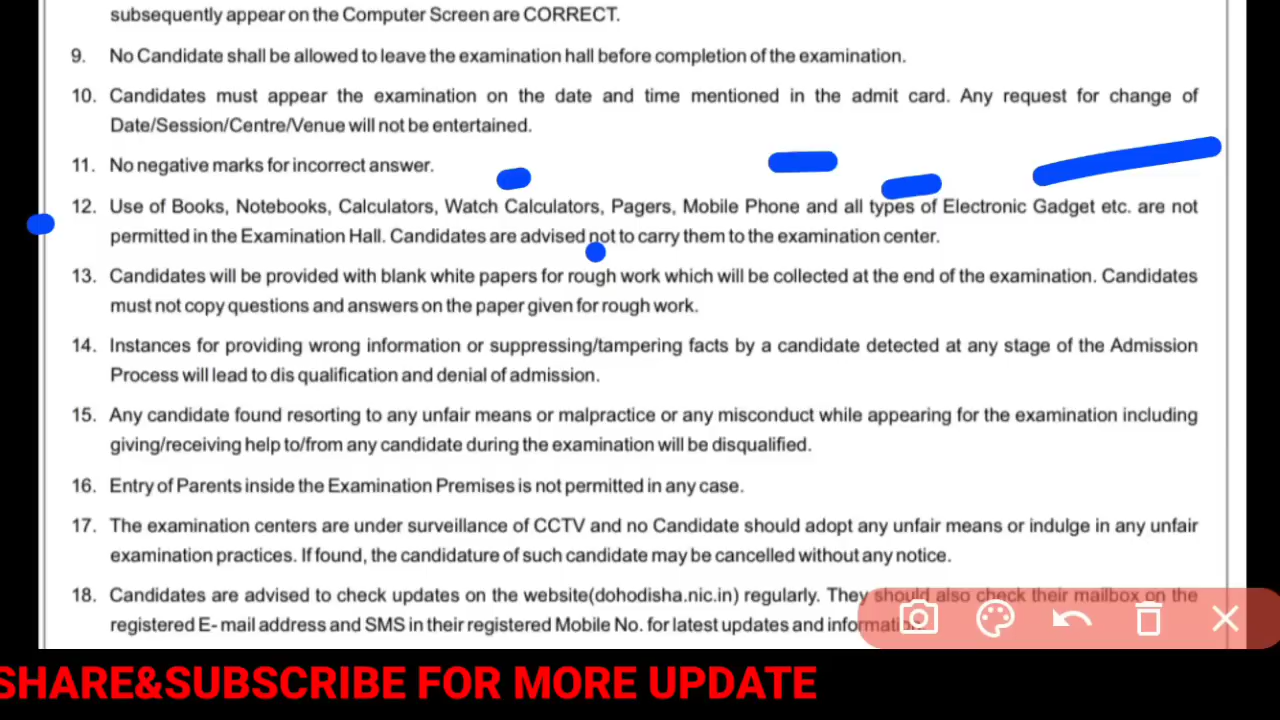 subsequently appear on the Computer Screen are CORRECT.
9. No Candidate shall be allowed to leave the examination hall before completion of the examination.
10. Candidates must appear the examination on the date and time mentioned in the admit card. Any request for change of
Date/Session/Centre/Venue will not be entertained.
11. No negative marks for incorrect answer.
12. Use of Books, Notebooks, Calculators, Watch Calculators, Pagers, Mobile Phone and all types of Electronic Gadget etc. are not
permitted in the Examination Hall. Candidates are advised not to carry them to the examination center.
13. Candidates will be provided with blank white papers for rough work which will be collected at the end of the examination. Candidates
must not copy questions and answers on the paper given for rough work.
14. Instances for providing wrong information or suppressing/tampering facts by a candidate detected at any stage of the Admission
Process will lead to dis qualification and denial of admission.
15. Any candidate found resorting to any unfair means or malpractice or any misconduct while appearing for the examination including
giving/receiving help to/from any candidate during the examination will be disqualified.
16. Entry of Parents inside the Examination Premises is not permitted in any case.
17. The examination centers are under surveillance of CCTV and no Candidate should adopt any unfair means or indulge in any unfair
examination practices. If found, the candidature of such candidate may be cancelled without any notice.
18. Candidates are advised to check updates on the website(dohodisha.nic.in) regularly. They should also check their mailbox on the
registered E- mail address and SMS in their registered Mobile No. for latest updates and information.
SHARE&SUBSCRIBE FOR MORE UPDATE